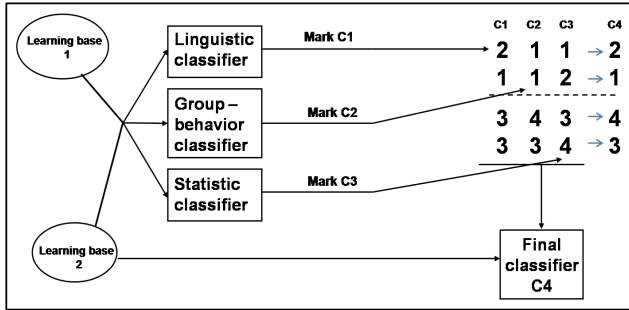 Learning base
1
Linguistic
classifier
Mark C1
Group –
behavior
classifier
Mark C2
Statistic
classifier
Mark C3
Learning base
2
C1 C2 C3 C4
2 1 1 → 2
1 1 2 → 1
3 4 3 → 4
3 3 4 → 3
Final
classifier
C4